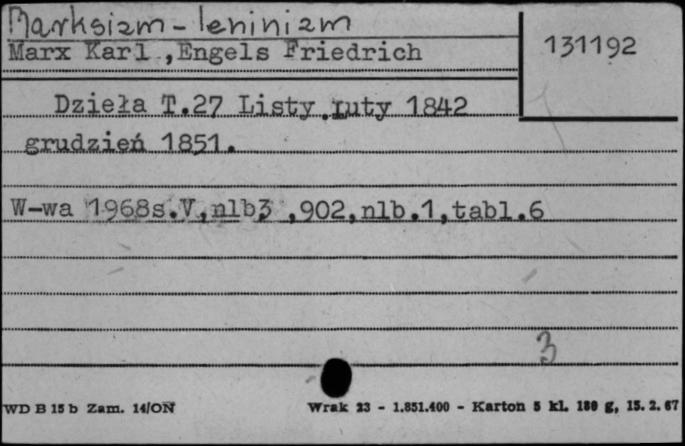 Marksizm-leninizm
Marx Karl ,Engels Friedrich
131192
Dzieła T.27 Listy luty 1842
grudzień 1851.
W-wa 1968s.V,nlb3 ,902,nlb.1,tabl.6
3
WD B 15 b Zam. 14/ON
Wrak 23 - 1.851.400 - Karton 5 kl. 180 g, 15.2.67